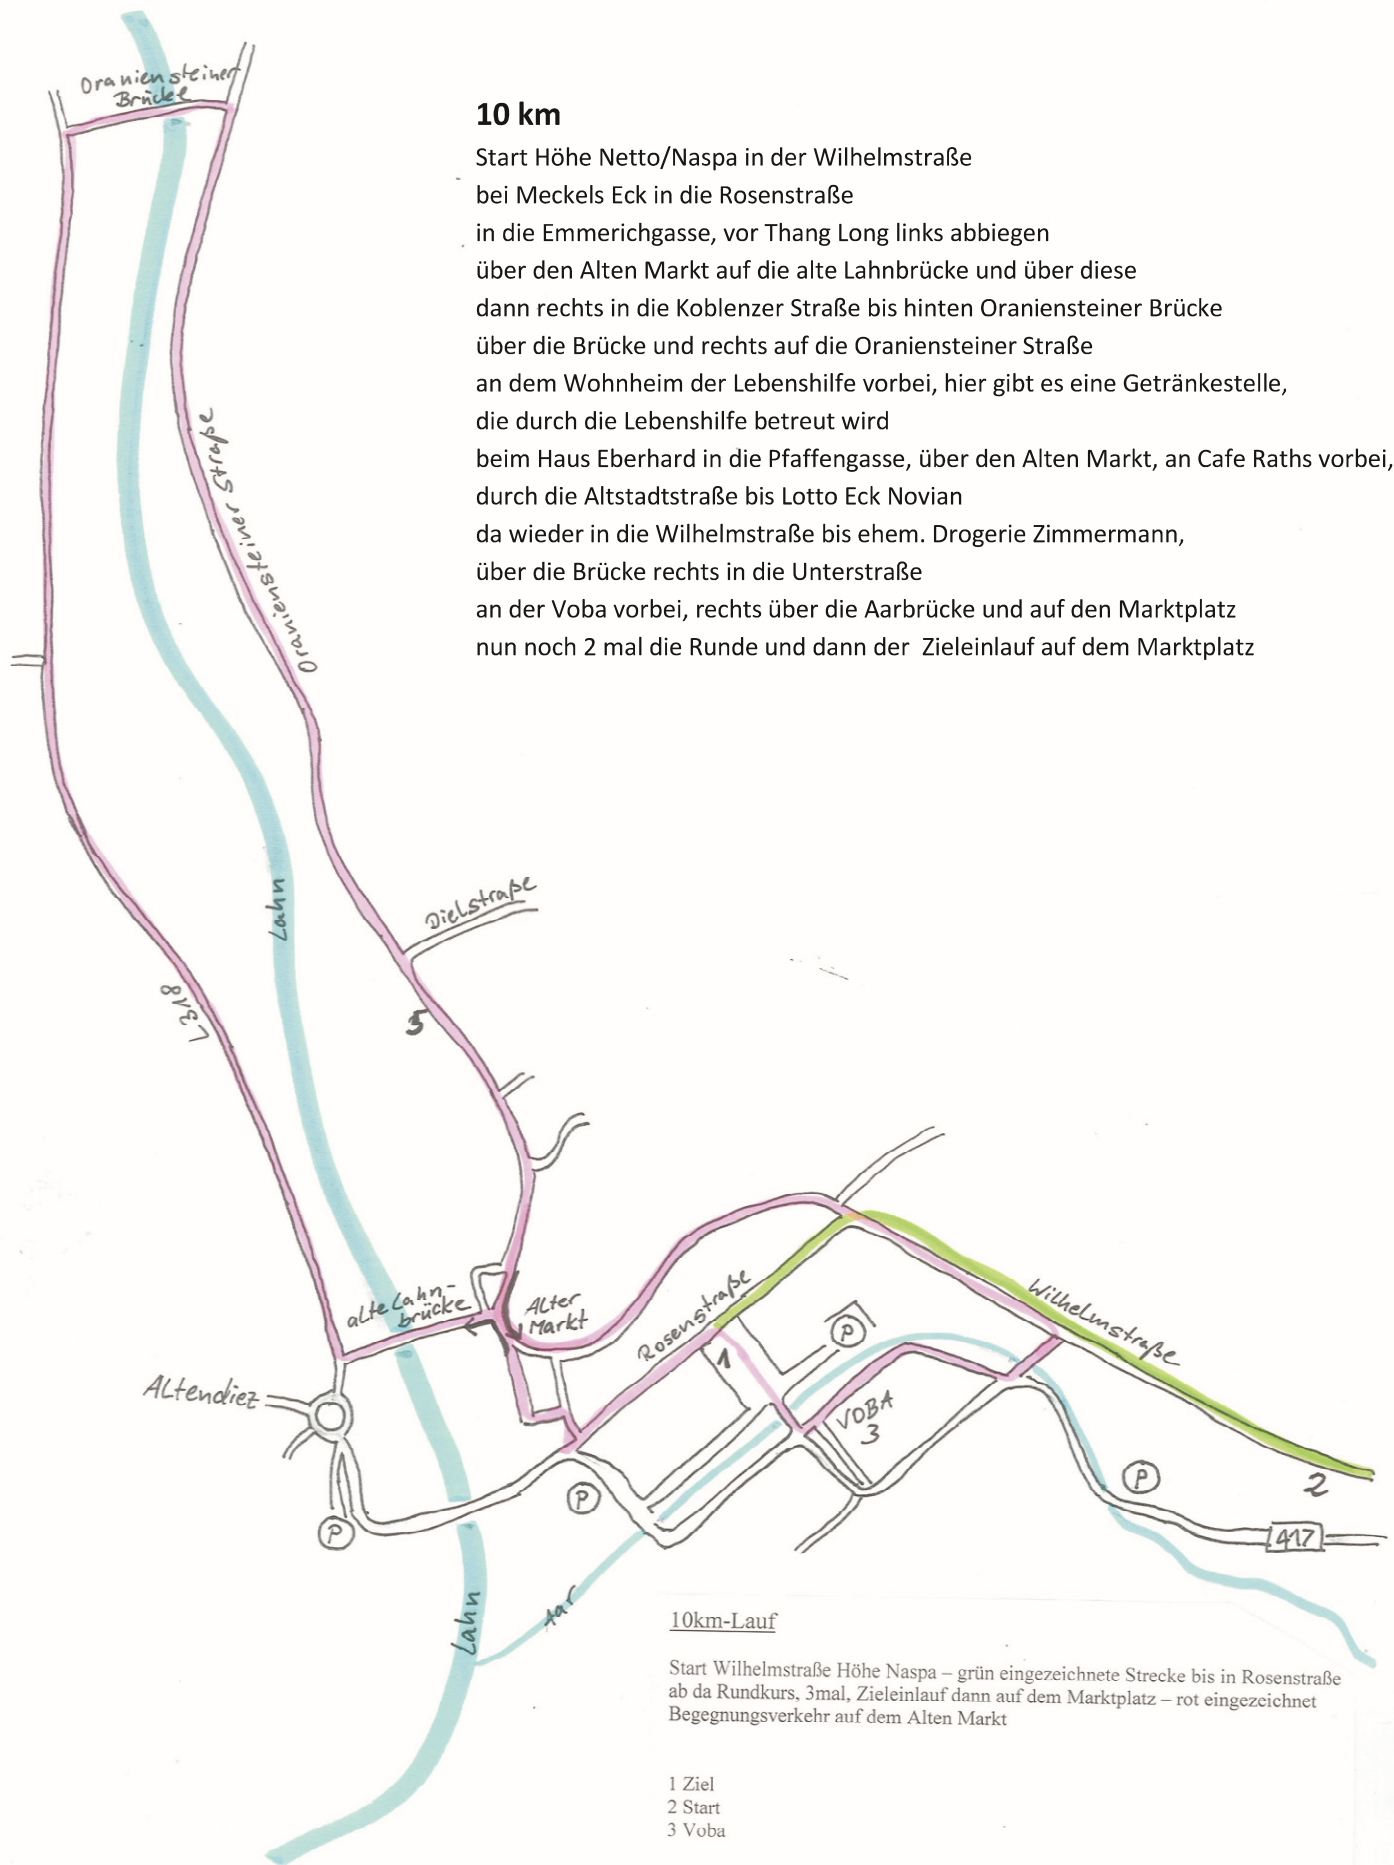 Oraniensteiner
Brücke
10 km
Start Höhe Netto/Naspa in der Wilhelmstraße
bei Meckels Eck in die Rosenstraße
in die Emmerichgasse, vor Thang Long links abbiegen
über den Alten Markt auf die alte Lahnbrücke und über diese
dann rechts in die Koblenzer Straße bis hinten Oraniensteiner Brücke
über die Brücke und rechts auf die Oraniensteiner Straße
an dem Wohnheim der Lebenshilfe vorbei, hier gibt es eine Getränkestelle,
die durch die Lebenshilfe betreut wird
beim Haus Eberhard in die Pfaffengasse, über den Alten Markt, an Cafe Raths vorbei,
durch die Altstadtstraße bis Lotto Eck Novian
da wieder in die Wilhelmstraße bis ehem. Drogerie Zimmermann,
über die Brücke rechts in die Unterstraße
an der Voba vorbei, rechts über die Aarbrücke und auf den Marktplatz
nun noch 2 mal die Runde und dann der  Zieleinlauf auf dem Marktplatz
Oraniensteiner Straße
Lahn
Dielstraße
L318
5
alte Lahn-
brücke
Alter
Markt
Rosenstraße
Wilhelmstraße
P
1
Altendiez
VOBA
3
2
P
P
P
417
Lahn
Aar
10km-Lauf
Start Wilhelmstraße Höhe Naspa – grün eingezeichnete Strecke bis in Rosenstraße
ab da Rundkurs, 3mal, Zieleinlauf dann auf dem Marktplatz – rot eingezeichnet
Begegnungsverkehr auf dem Alten Markt
1 Ziel
2 Start
3 Voba